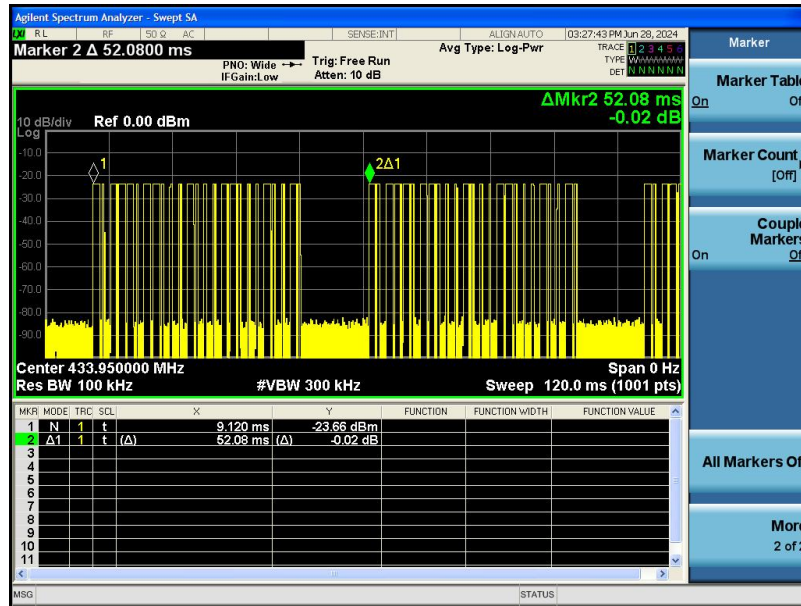 Agilent Spectrum Analyzer - Swept SA
LXI RL RF 50 Ω AC SENSE:INT ALIGN AUTO 03:27:43 PM Jun 28, 2024
Marker 2 Δ 52.0800 ms
PNO: Wide
IFGain:Low
Trig: Free Run
Atten: 10 dB
Avg Type: Log-Pwr
TRACE 1 2 3 4 5 6
TYPE W
DET N N N N N N
ΔMkr2 52.08 ms
-0.02 dB
10 dB/div Ref 0.00 dBm
Log
-10.0
-20.0
-30.0
-40.0
-50.0
-60.0
-70.0
-80.0
-90.0
1
2Δ1
Center 433.950000 MHz Span 0 Hz
Res BW 100 kHz #VBW 300 kHz Sweep 120.0 ms (1001 pts)
MKR MODE TRC SCL X Y FUNCTION FUNCTION WIDTH FUNCTION VALUE
1 N 1 t 9.120 ms -23.66 dBm
2 Δ1 1 t (Δ) 52.08 ms (Δ) -0.02 dB
3
4
5
6
7
8
9
10
11
MSG STATUS
Marker
Marker Table
On Of
Marker Count
[Off]
Couple
Markers
On Of
All Markers Of
More
2 of 2